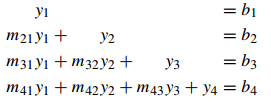 y₁ = b₁
m₂₁y₁ + y₂ = b₂
m₃₁y₁ + m₃₂y₂ + y₃ = b₃
m₄₁y₁ + m₄₂y₂ + m₄₃y₃ + y₄ = b₄